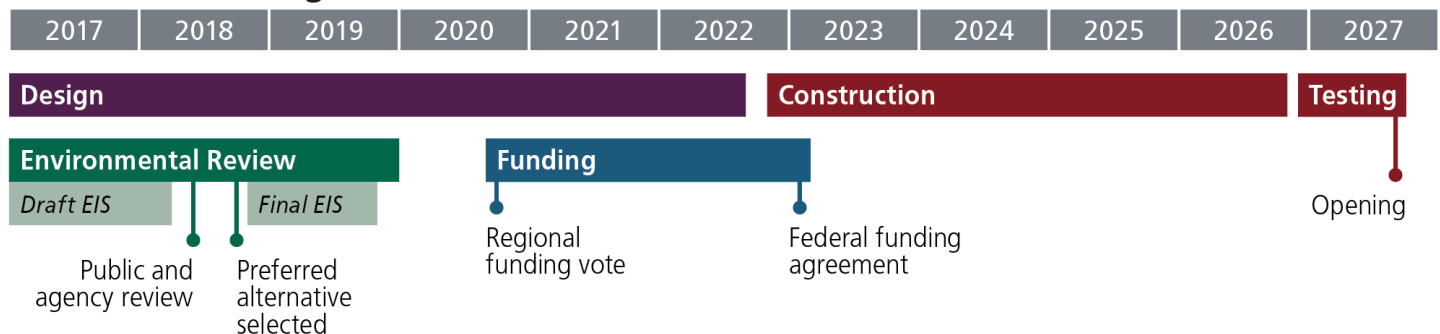 2017 2018 2019 2020 2021 2022 2023 2024 2025 2026 2027
Design Construction Testing
Environmental Review Funding
Draft EIS Final EIS
Opening
Regional
funding vote
Federal funding
agreement
Public and
agency review
Preferred
alternative
selected